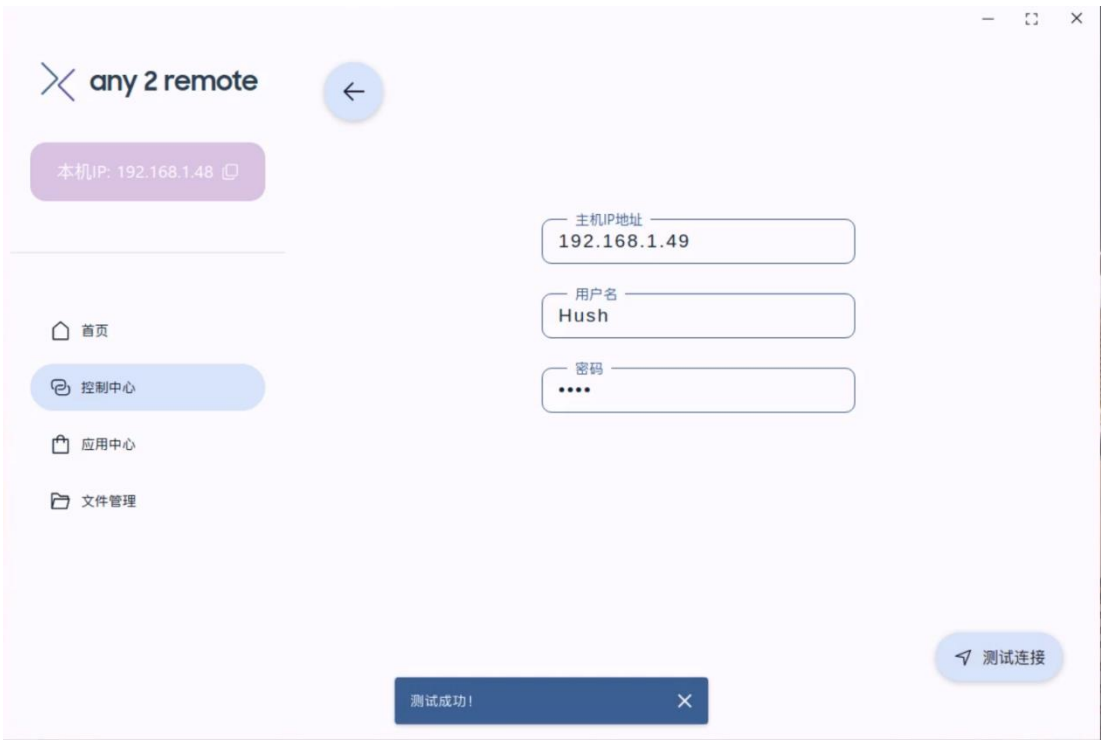 any 2 remote
本机IP: 192.168.1.48
主机IP地址
192.168.1.49
用户名
Hush
密码
••••
首页
控制中心
应用中心
文件管理
测试连接
测试成功!